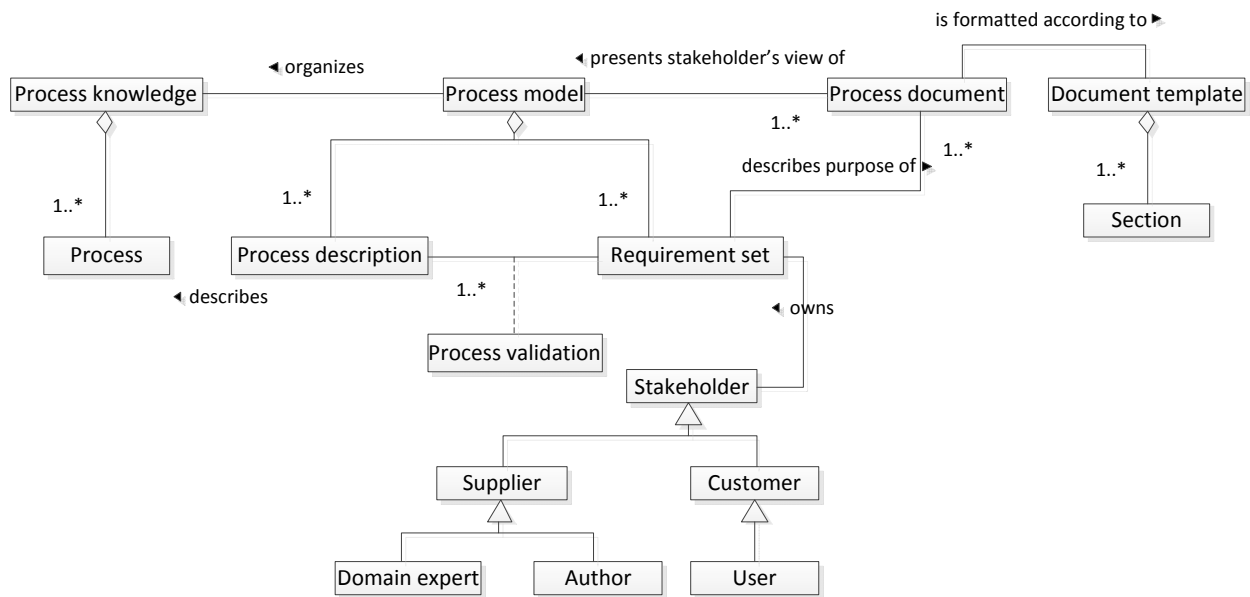 is formatted according to ►
◄ organizes
◄ presents stakeholder's view of
Process knowledge
Process model
Process document
Document template
1..*
describes purpose of ►
1..*
1..*
1..*
1..*
1..*
Process
Process description
Requirement set
Section
◄ describes
1..*
◄ owns
Process validation
Stakeholder
Supplier
Customer
Domain expert
Author
User